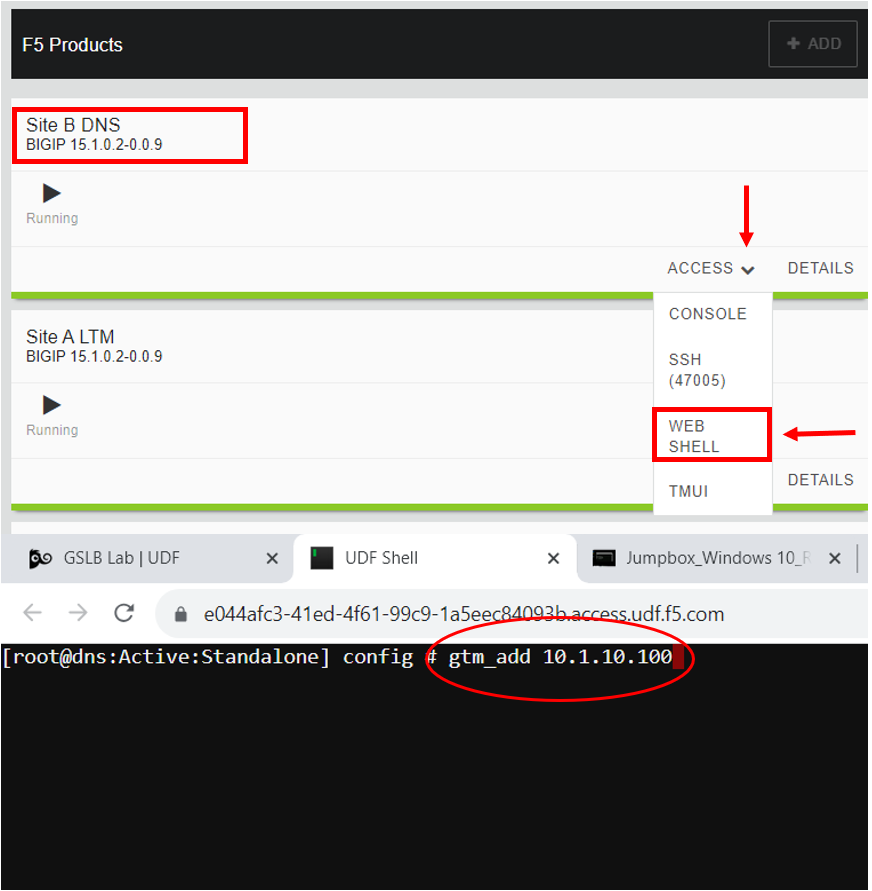 F5 Products
+ ADD
Site B DNS
BIGIP 15.1.0.2-0.0.9
Running
ACCESS
DETAILS
CONSOLE
SSH
(47005)
WEB
SHELL
TMUI
Site A LTM
BIGIP 15.1.0.2-0.0.9
Running
DETAILS
GSLB Lab | UDF
UDF Shell
Jumpbox_Windows 10_R
e044afc3-41ed-4f61-99c9-1a5eec84093b.access.udf.f5.com
[root@dns:Active:Standalone] config # gtm_add 10.1.10.100